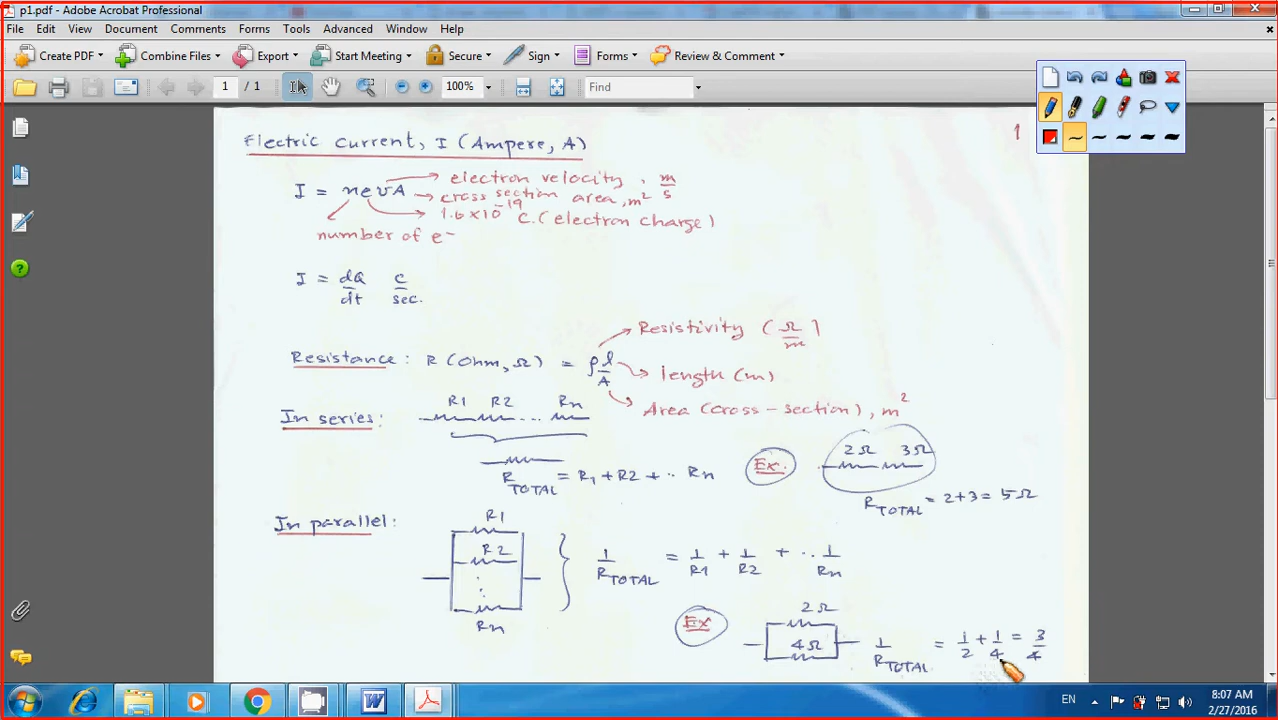 p1.pdf - Adobe Acrobat Professional
File Edit View Document Comments Forms Tools Advanced Window Help
Create PDF Combine Files Export Start Meeting Secure Sign Forms Review & Comment
1 / 1 100% Find
Electric Current, I (Ampere, A)
1
I = nevA
electron velocity, m/s
cross section area, m²
1.6×10⁻¹⁹ C. (electron charge)
number of e⁻
I = dQ/dt C/sec.
Resistivity (Ω/m)
Resistance: R (Ohm, Ω) = ρ l/A
length (m)
Area (cross-section), m²
In series: R1 R2 ... Rn
R TOTAL = R1 + R2 + .. Rn
Ex. 2Ω 3Ω
R TOTAL = 2+3 = 5Ω
In parallel:
R1
R2
Rn
1/R TOTAL = 1/R1 + 1/R2 + .. 1/Rn
Ex 2Ω
4Ω
1/R TOTAL = 1/2 + 1/4 = 3/4
EN 8:07 AM
2/27/2016